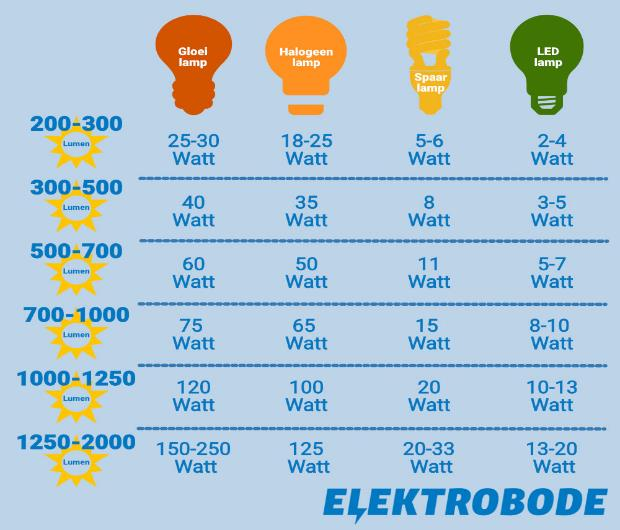 Gloei
lamp
Halogeen
lamp
Spaar
lamp
LED
lamp
200-300
Lumen
25-30
Watt
18-25
Watt
5-6
Watt
2-4
Watt
300-500
Lumen
40
Watt
35
Watt
8
Watt
3-5
Watt
500-700
Lumen
60
Watt
50
Watt
11
Watt
5-7
Watt
700-1000
Lumen
75
Watt
65
Watt
15
Watt
8-10
Watt
1000-1250
Lumen
120
Watt
100
Watt
20
Watt
10-13
Watt
1250-2000
Lumen
150-250
Watt
125
Watt
20-33
Watt
13-20
Watt
ELEKTROBODE